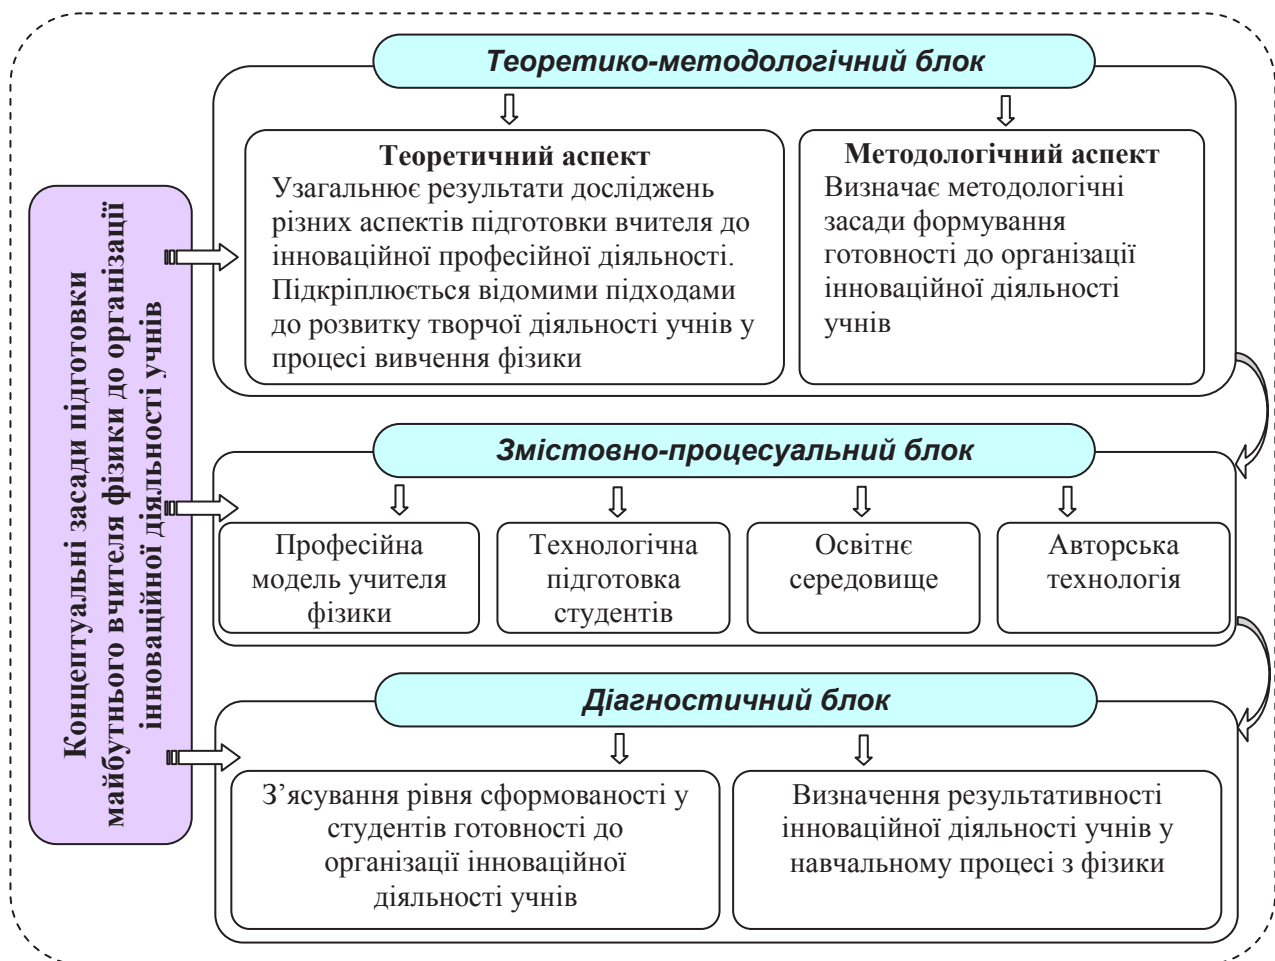 Концептуальні засади підготовки
майбутнього вчителя фізики до організації
інноваційної діяльності учнів
Теоретико-методологічний блок
Теоретичний аспект
Узагальнює результати досліджень
різних аспектів підготовки вчителя до
інноваційної професійної діяльності.
Підкріплюється відомими підходами
до розвитку творчої діяльності учнів у
процесі вивчення фізики
Методологічний аспект
Визначає методологічні
засади формування
готовності до організації
інноваційної діяльності
учнів
Змістовно-процесуальний блок
Професійна
модель учителя
фізики
Технологічна
підготовка
студентів
Освітнє
середовище
Авторська
технологія
Діагностичний блок
З’ясування рівня сформованості у
студентів готовності до
організації інноваційної
діяльності учнів
Визначення результативності
інноваційної діяльності учнів у
навчальному процесі з фізики